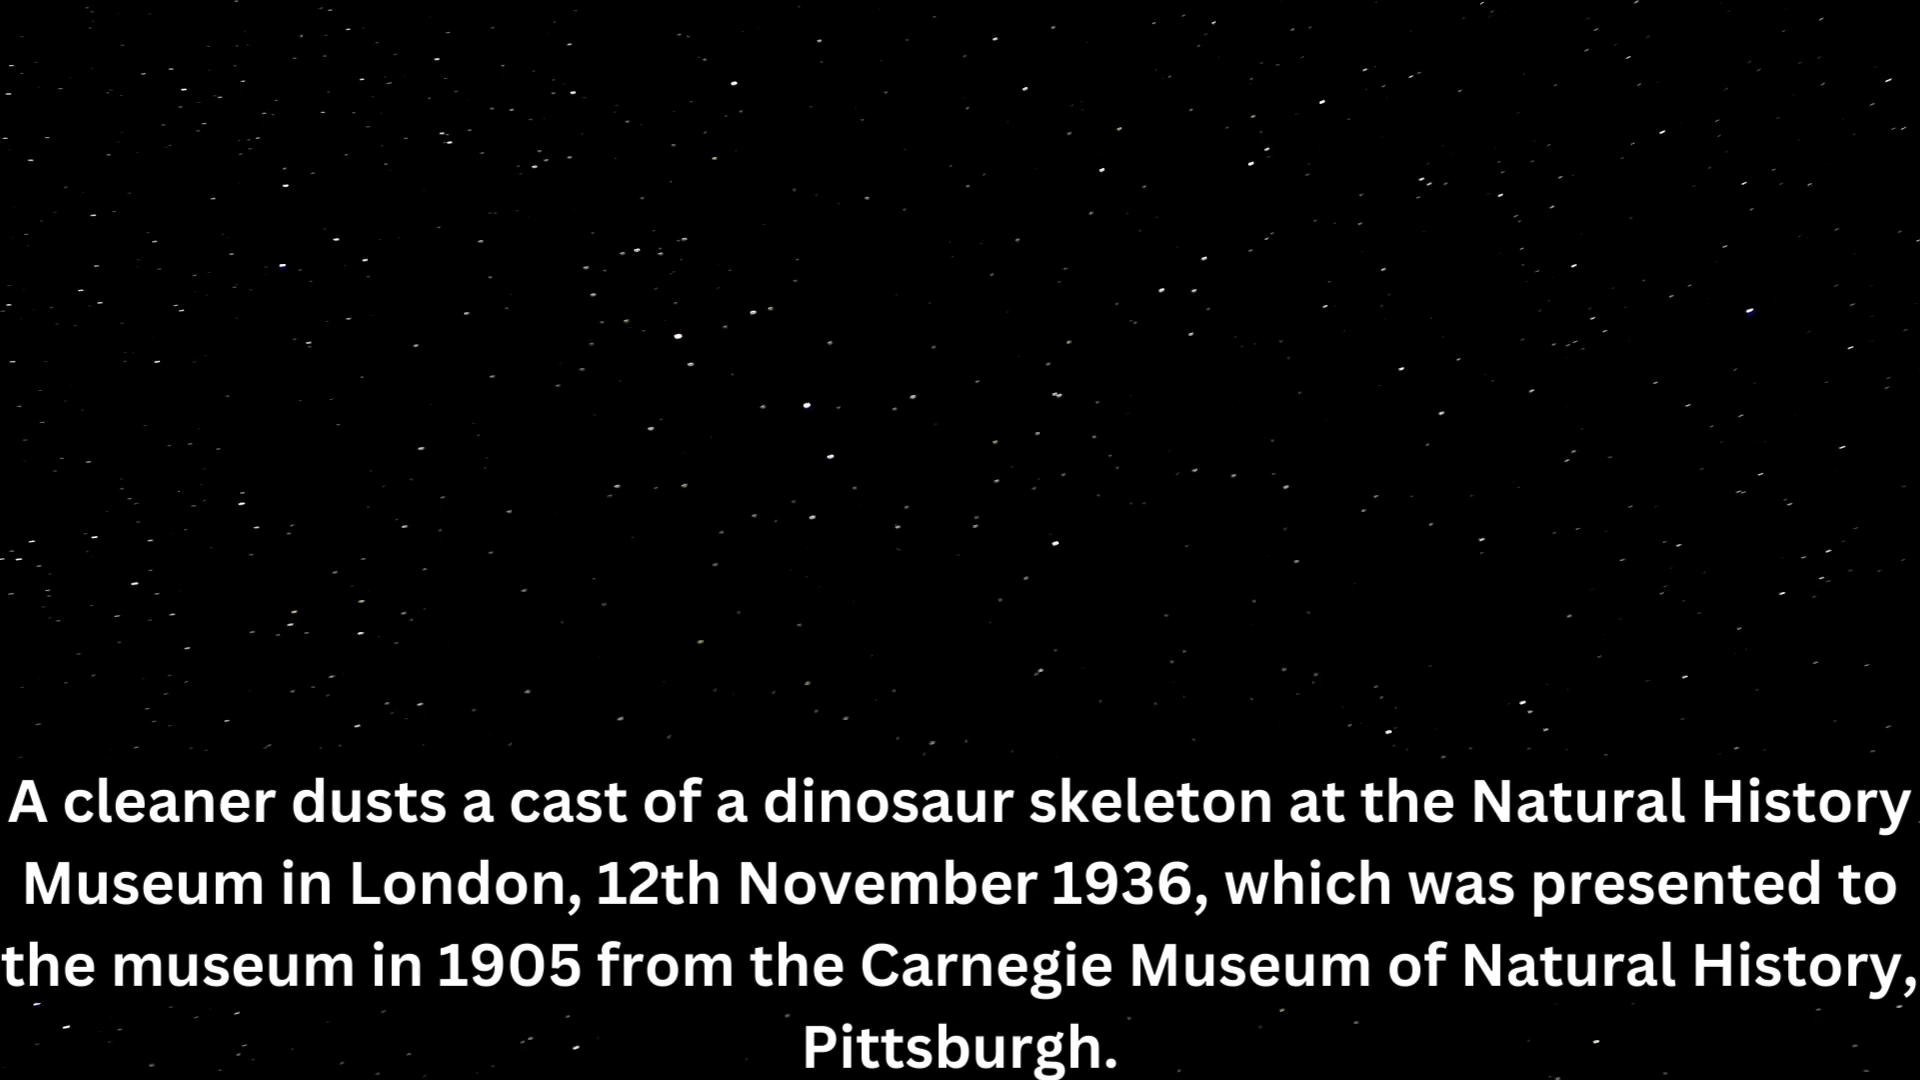 A cleaner dusts a cast of a dinosaur skeleton at the Natural History
Museum in London, 12th November 1936, which was presented to
the museum in 1905 from the Carnegie Museum of Natural History,
Pittsburgh.